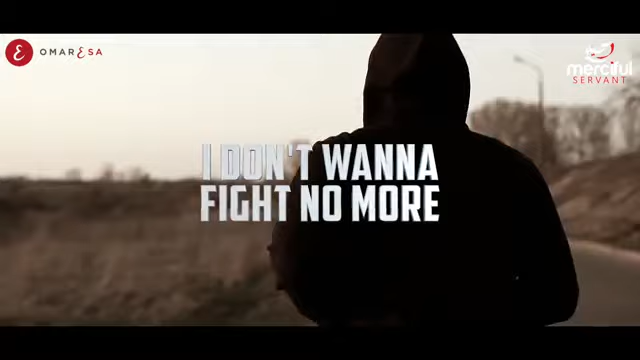 OMAR ESA
merciful
SERVANT
I DON'T WANNA
FIGHT NO MORE